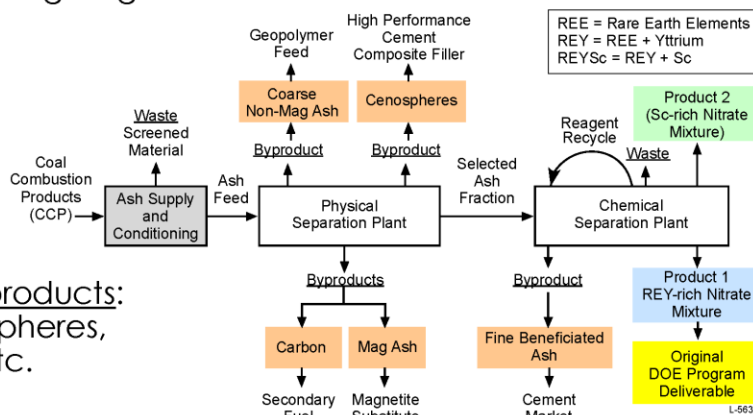 Geopolymer
Feed
High Performance
Cement
Composite Filler
REE = Rare Earth Elements
REY = REE + Yttrium
REYSc = REY + Sc
Coarse
Non-Mag Ash
Cenospheres
Product 2
(Sc-rich Nitrate
Mixture)
Waste
Screened
Material
Byproduct
Byproduct
Reagent
Recycle
Waste
Coal
Combustion
Products
(CCP)
Ash Supply
and
Conditioning
Ash
Feed
Physical
Separation Plant
Selected
Ash
Fraction
Chemical
Separation Plant
Byproducts
Byproduct
Product 1
REY-rich Nitrate
Mixture
products:
spheres,
tc.
Carbon
Mag Ash
Fine Beneficiated
Ash
Original
DOE Program
Deliverable
Secondary
Fuel
Magnetite
Substitute
Cement
Market
L-563